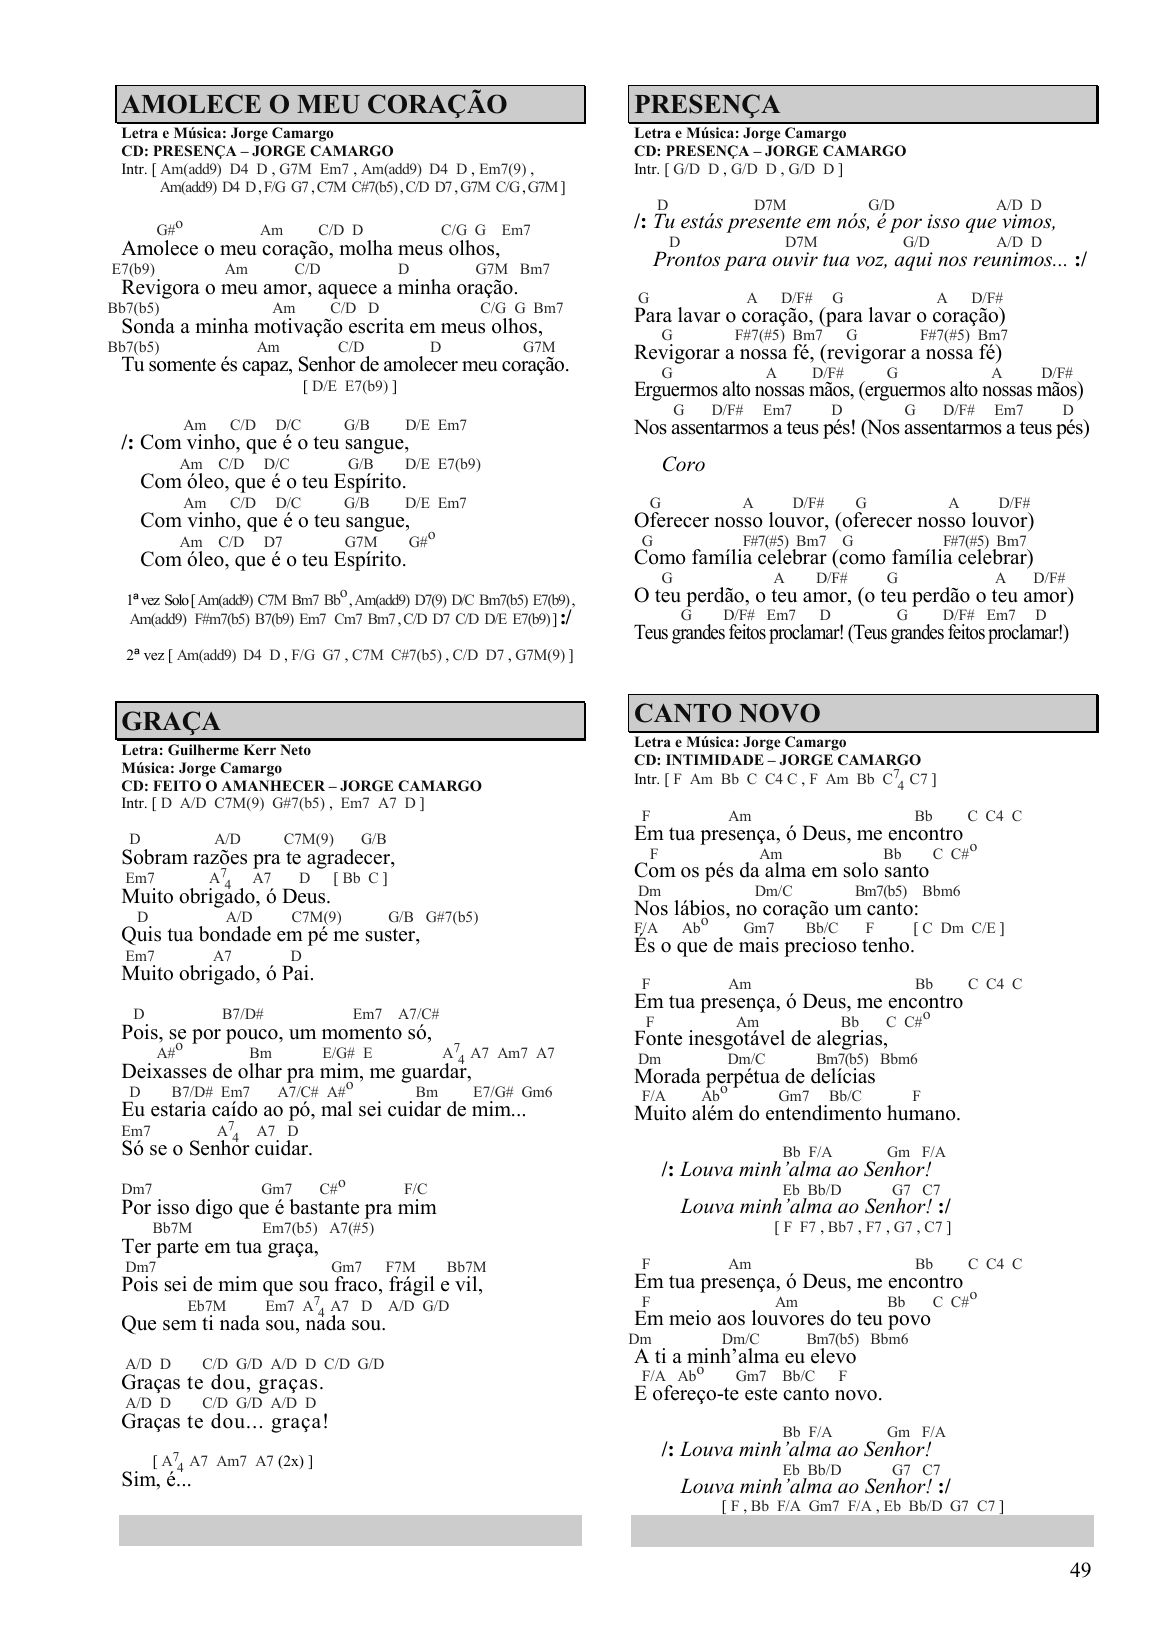 AMOLECE O MEU CORAÇÃO
Letra e Música: Jorge Camargo
CD: PRESENÇA – JORGE CAMARGO
Intr. [ Am(add9) D4 D , G7M Em7 , Am(add9) D4 D , Em7(9) ,
Am(add9) D4 D , F/G G7 , C7M C#7(b5) , C/D D7 , G7M C/G , G7M ]
G#o Am C/D D C/G G Em7
Amolece o meu coração, molha meus olhos,
E7(b9) Am C/D D G7M Bm7
Revigora o meu amor, aquece a minha oração.
Bb7(b5) Am C/D D C/G G Bm7
Sonda a minha motivação escrita em meus olhos,
Bb7(b5) Am C/D D G7M
Tu somente és capaz, Senhor de amolecer meu coração.
[ D/E E7(b9) ]
Am C/D D/C G/B D/E Em7
/: Com vinho, que é o teu sangue,
Am C/D D/C G/B D/E E7(b9)
Com óleo, que é o teu Espírito.
Am C/D D/C G/B D/E Em7
Com vinho, que é o teu sangue,
Am C/D D7 G7M G#o
Com óleo, que é o teu Espírito.
1ª vez Solo [ Am(add9) C7M Bm7 Bbo , Am(add9) D7(9) D/C Bm7(b5) E7(b9) ,
Am(add9) F#m7(b5) B7(b9) Em7 Cm7 Bm7 , C/D D7 C/D D/E E7(b9) ] :/
2ª vez [ Am(add9) D4 D , F/G G7 , C7M C#7(b5) , C/D D7 , G7M(9) ]
GRAÇA
Letra: Guilherme Kerr Neto
Música: Jorge Camargo
CD: FEITO O AMANHECER – JORGE CAMARGO
Intr. [ D A/D C7M(9) G#7(b5) , Em7 A7 D ]
D A/D C7M(9) G/B
Sobram razões pra te agradecer,
Em7 A74 A7 D [ Bb C ]
Muito obrigado, ó Deus.
D A/D C7M(9) G/B G#7(b5)
Quis tua bondade em pé me suster,
Em7 A7 D
Muito obrigado, ó Pai.
D B7/D# Em7 A7/C#
Pois, se por pouco, um momento só,
A#o Bm E/G# E A74 A7 Am7 A7
Deixasses de olhar pra mim, me guardar,
D B7/D# Em7 A7/C# A#o Bm E7/G# Gm6
Eu estaria caído ao pó, mal sei cuidar de mim...
Em7 A74 A7 D
Só se o Senhor cuidar.
Dm7 Gm7 C#o F/C
Por isso digo que é bastante pra mim
Bb7M Em7(b5) A7(#5)
Ter parte em tua graça,
Dm7 Gm7 F7M Bb7M
Pois sei de mim que sou fraco, frágil e vil,
Eb7M Em7 A74 A7 D A/D G/D
Que sem ti nada sou, nada sou.
A/D D C/D G/D A/D D C/D G/D
Graças te dou, graças.
A/D D C/D G/D A/D D
Graças te dou... graça!
[ A74 A7 Am7 A7 (2x) ]
Sim, é...
PRESENÇA
Letra e Música: Jorge Camargo
CD: PRESENÇA – JORGE CAMARGO
Intr. [ G/D D , G/D D , G/D D ]
D D7M G/D A/D D
/: Tu estás presente em nós, é por isso que vimos,
D D7M G/D A/D D
Prontos para ouvir tua voz, aqui nos reunimos... :/
G A D/F# G A D/F#
Para lavar o coração, (para lavar o coração)
G F#7(#5) Bm7 G F#7(#5) Bm7
Revigorar a nossa fé, (revigorar a nossa fé)
G A D/F# G A D/F#
Erguermos alto nossas mãos, (erguermos alto nossas mãos)
G D/F# Em7 D G D/F# Em7 D
Nos assentarmos a teus pés! (Nos assentarmos a teus pés)
Coro
G A D/F# G A D/F#
Oferecer nosso louvor, (oferecer nosso louvor)
G F#7(#5) Bm7 G F#7(#5) Bm7
Como família celebrar (como família celebrar)
G A D/F# G A D/F#
O teu perdão, o teu amor, (o teu perdão o teu amor)
G D/F# Em7 D G D/F# Em7 D
Teus grandes feitos proclamar! (Teus grandes feitos proclamar!)
CANTO NOVO
Letra e Música: Jorge Camargo
CD: INTIMIDADE – JORGE CAMARGO
Intr. [ F Am Bb C C4 C , F Am Bb C74 C7 ]
F Am Bb C C4 C
Em tua presença, ó Deus, me encontro
F Am Bb C C#o
Com os pés da alma em solo santo
Dm Dm/C Bm7(b5) Bbm6
Nos lábios, no coração um canto:
F/A Abo Gm7 Bb/C F [ C Dm C/E ]
És o que de mais precioso tenho.
F Am Bb C C4 C
Em tua presença, ó Deus, me encontro
F Am Bb C C#o
Fonte inesgotável de alegrias,
Dm Dm/C Bm7(b5) Bbm6
Morada perpétua de delícias
F/A Abo Gm7 Bb/C F
Muito além do entendimento humano.
Bb F/A Gm F/A
/: Louva minh’alma ao Senhor!
Eb Bb/D G7 C7
Louva minh’alma ao Senhor! :/
[ F F7 , Bb7 , F7 , G7 , C7 ]
F Am Bb C C4 C
Em tua presença, ó Deus, me encontro
F Am Bb C C#o
Em meio aos louvores do teu povo
Dm Dm/C Bm7(b5) Bbm6
A ti a minh’alma eu elevo
F/A Abo Gm7 Bb/C F
E ofereço-te este canto novo.
Bb F/A Gm F/A
/: Louva minh’alma ao Senhor!
Eb Bb/D G7 C7
Louva minh’alma ao Senhor! :/
[ F , Bb F/A Gm7 F/A , Eb Bb/D G7 C7 ]
49